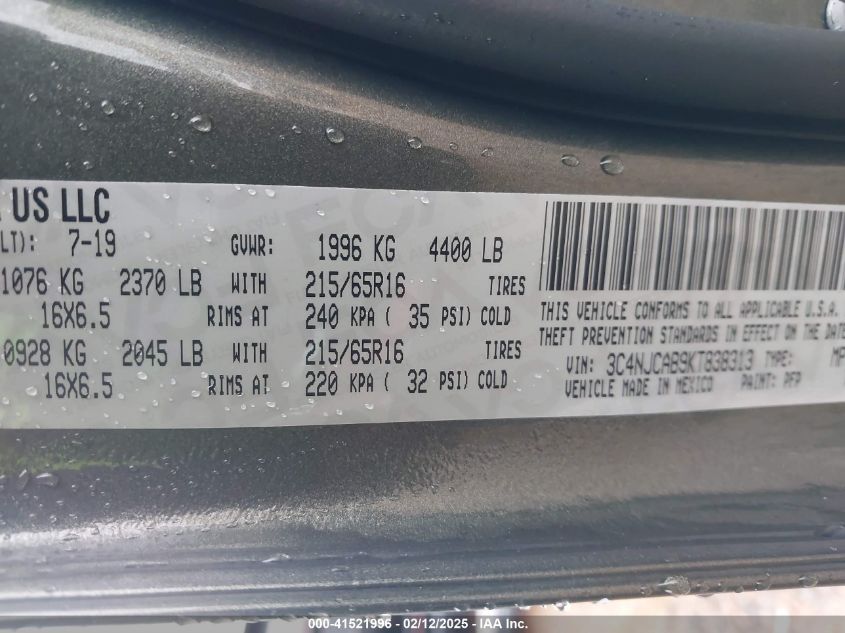 US LLC
LT): 7-19 GVWR: 1996 KG 4400 LB
1076 KG 2370 LB WITH 215/65R16 TIRES
16X6.5 RIMS AT 240 KPA ( 35 PSI) COLD
0928 KG 2045 LB WITH 215/65R16 TIRES
16X6.5 RIMS AT 220 KPA ( 32 PSI) COLD
THIS VEHICLE CONFORMS TO ALL APPLICABLE U.S.A.
THEFT PREVENTION STANDARDS IN EFFECT ON THE DATE
VIN: 3C4NJCAB9KT838313 TYPE: MP
VEHICLE MADE IN MEXICO PAINT: PFP
000-41521996 - 02/12/2025 - IAA Inc.